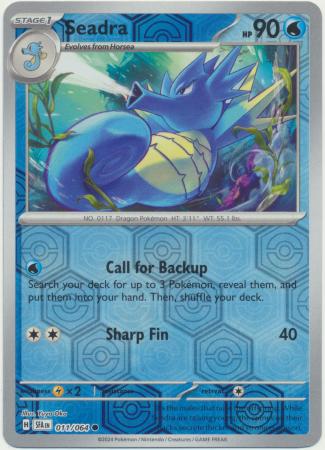 STAGE 1
Seadra
HP 90
Evolves from Horsea
NO. 0117 Dragon Pokémon HT: 3'11" WT: 55.1 lbs.
Call for Backup
Search your deck for up to 3 Pokémon, reveal them, and
put them into your hand. Then, shuffle your deck.
Sharp Fin 40
weakness ×2 resistance retreat
Illus. Yuya Oka
H SFA EN 011/064
©2024 Pokémon / Nintendo / Creatures / GAME FREAK